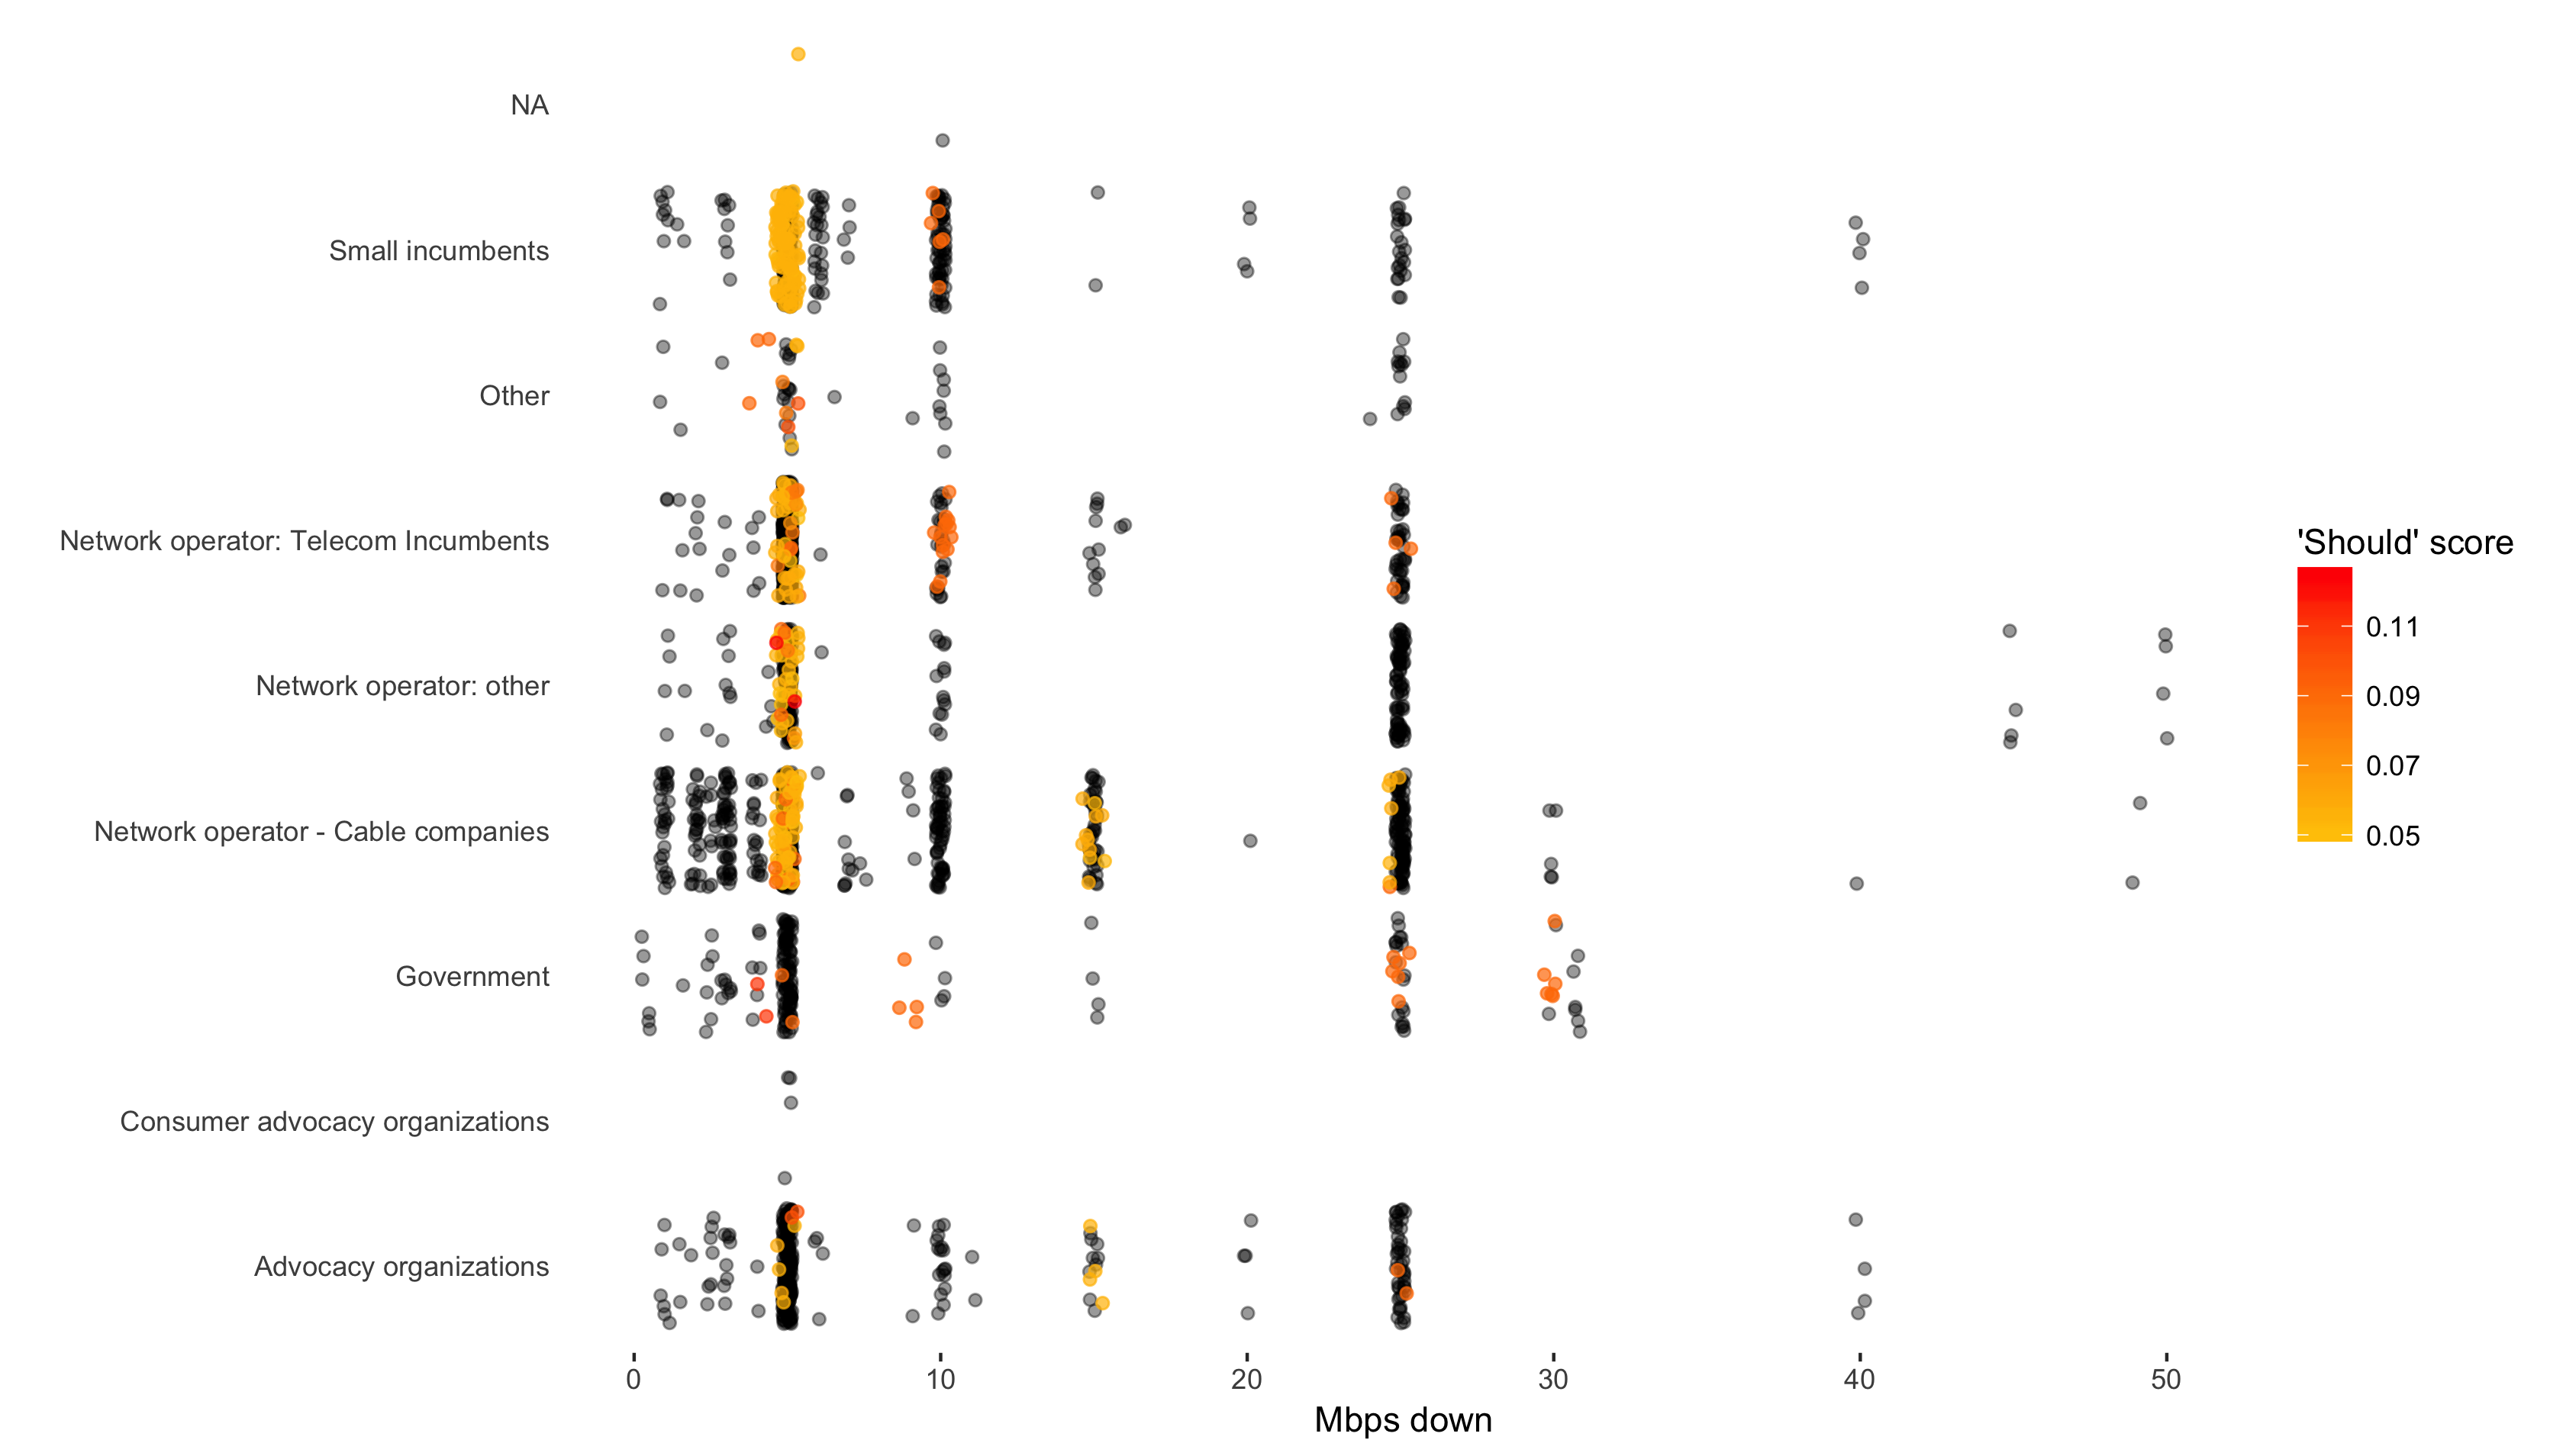 NA
Small incumbents
Other
Network operator: Telecom Incumbents
Network operator: other
Network operator - Cable companies
Government
Consumer advocacy organizations
Advocacy organizations
0 10 20 30 40 50
Mbps down
'Should' score
0.11
0.09
0.07
0.05